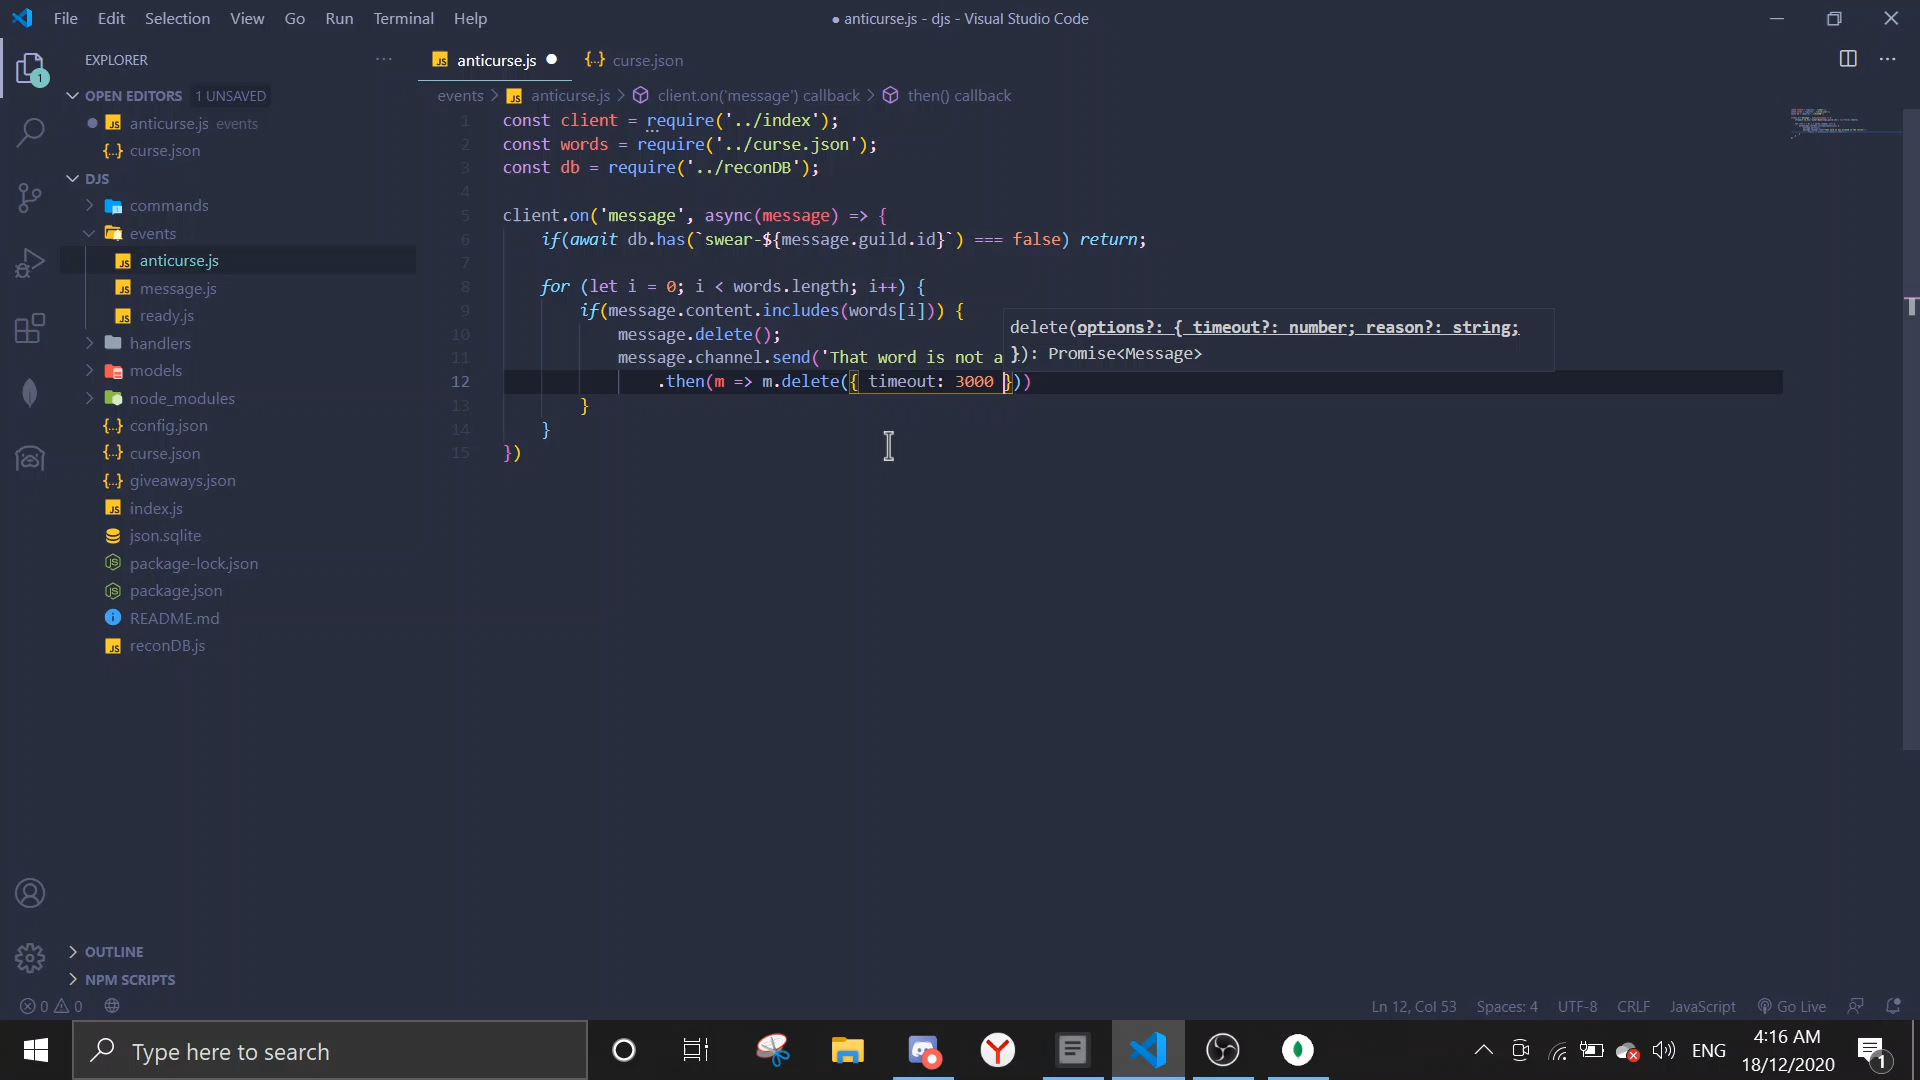 File Edit Selection View Go Run Terminal Help
● anticurse.js - djs - Visual Studio Code
EXPLORER
1
OPEN EDITORS 1 UNSAVED
anticurse.js events
curse.json
DJS
commands
events
anticurse.js
message.js
ready.js
handlers
models
node_modules
config.json
curse.json
giveaways.json
index.js
json.sqlite
package-lock.json
package.json
README.md
reconDB.js
OUTLINE
NPM SCRIPTS
anticurse.js curse.json
events > anticurse.js > client.on('message') callback > then() callback
1 const client = require('../index');
2 const words = require('../curse.json');
3 const db = require('../reconDB');
4
5 client.on('message', async(message) => {
6 if(await db.has(`swear-${message.guild.id}`) === false) return;
7
8 for (let i = 0; i < words.length; i++) {
9 if(message.content.includes(words[i])) {
10 message.delete();
11 message.channel.send('That word is not a
12 .then(m => m.delete({ timeout: 3000 }))
13 }
14 }
15 })
delete(options?: { timeout?: number; reason?: string;
}): Promise<Message>
0 0
Ln 12, Col 53 Spaces: 4 UTF-8 CRLF JavaScript Go Live
Type here to search
ENG
4:16 AM
18/12/2020
1